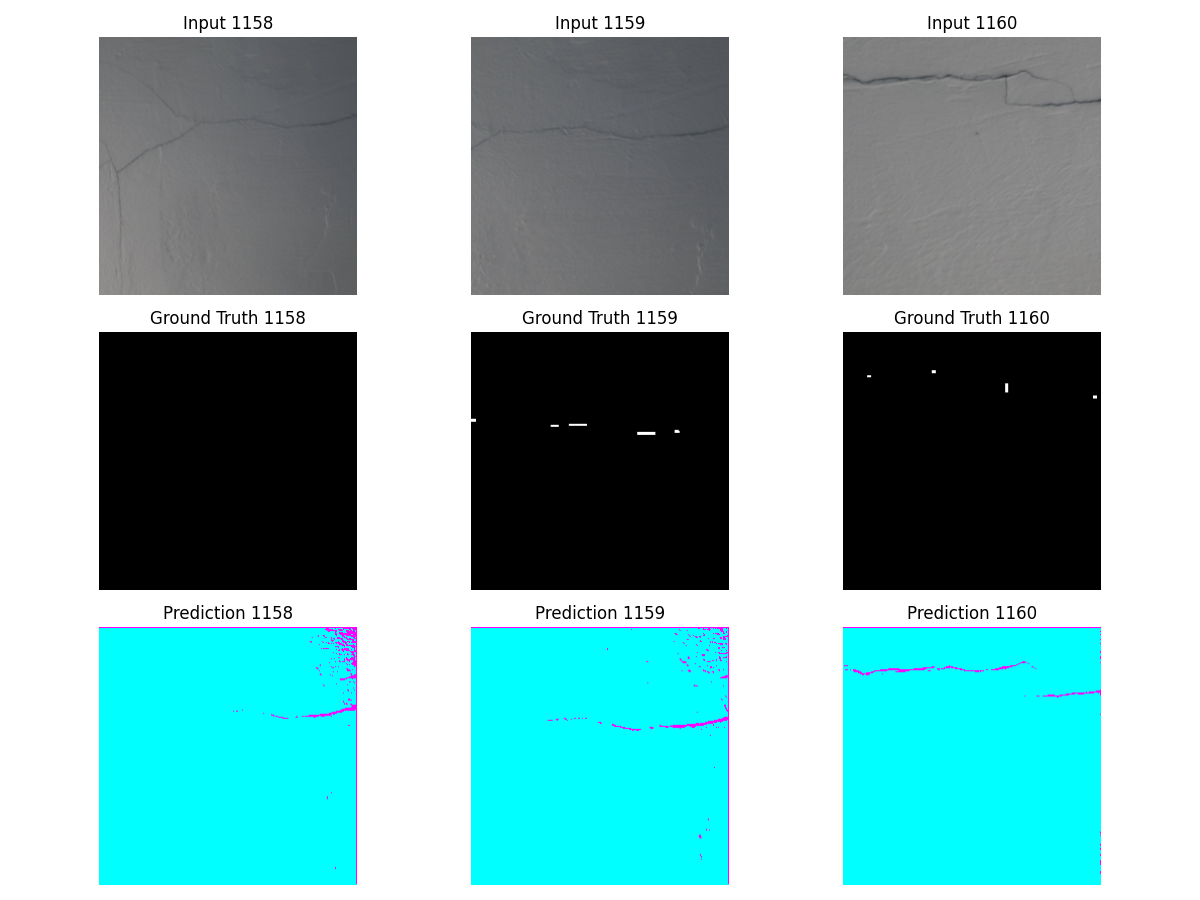 Input 1158
Input 1159
Input 1160
Ground Truth 1158
Ground Truth 1159
Ground Truth 1160
Prediction 1158
Prediction 1159
Prediction 1160